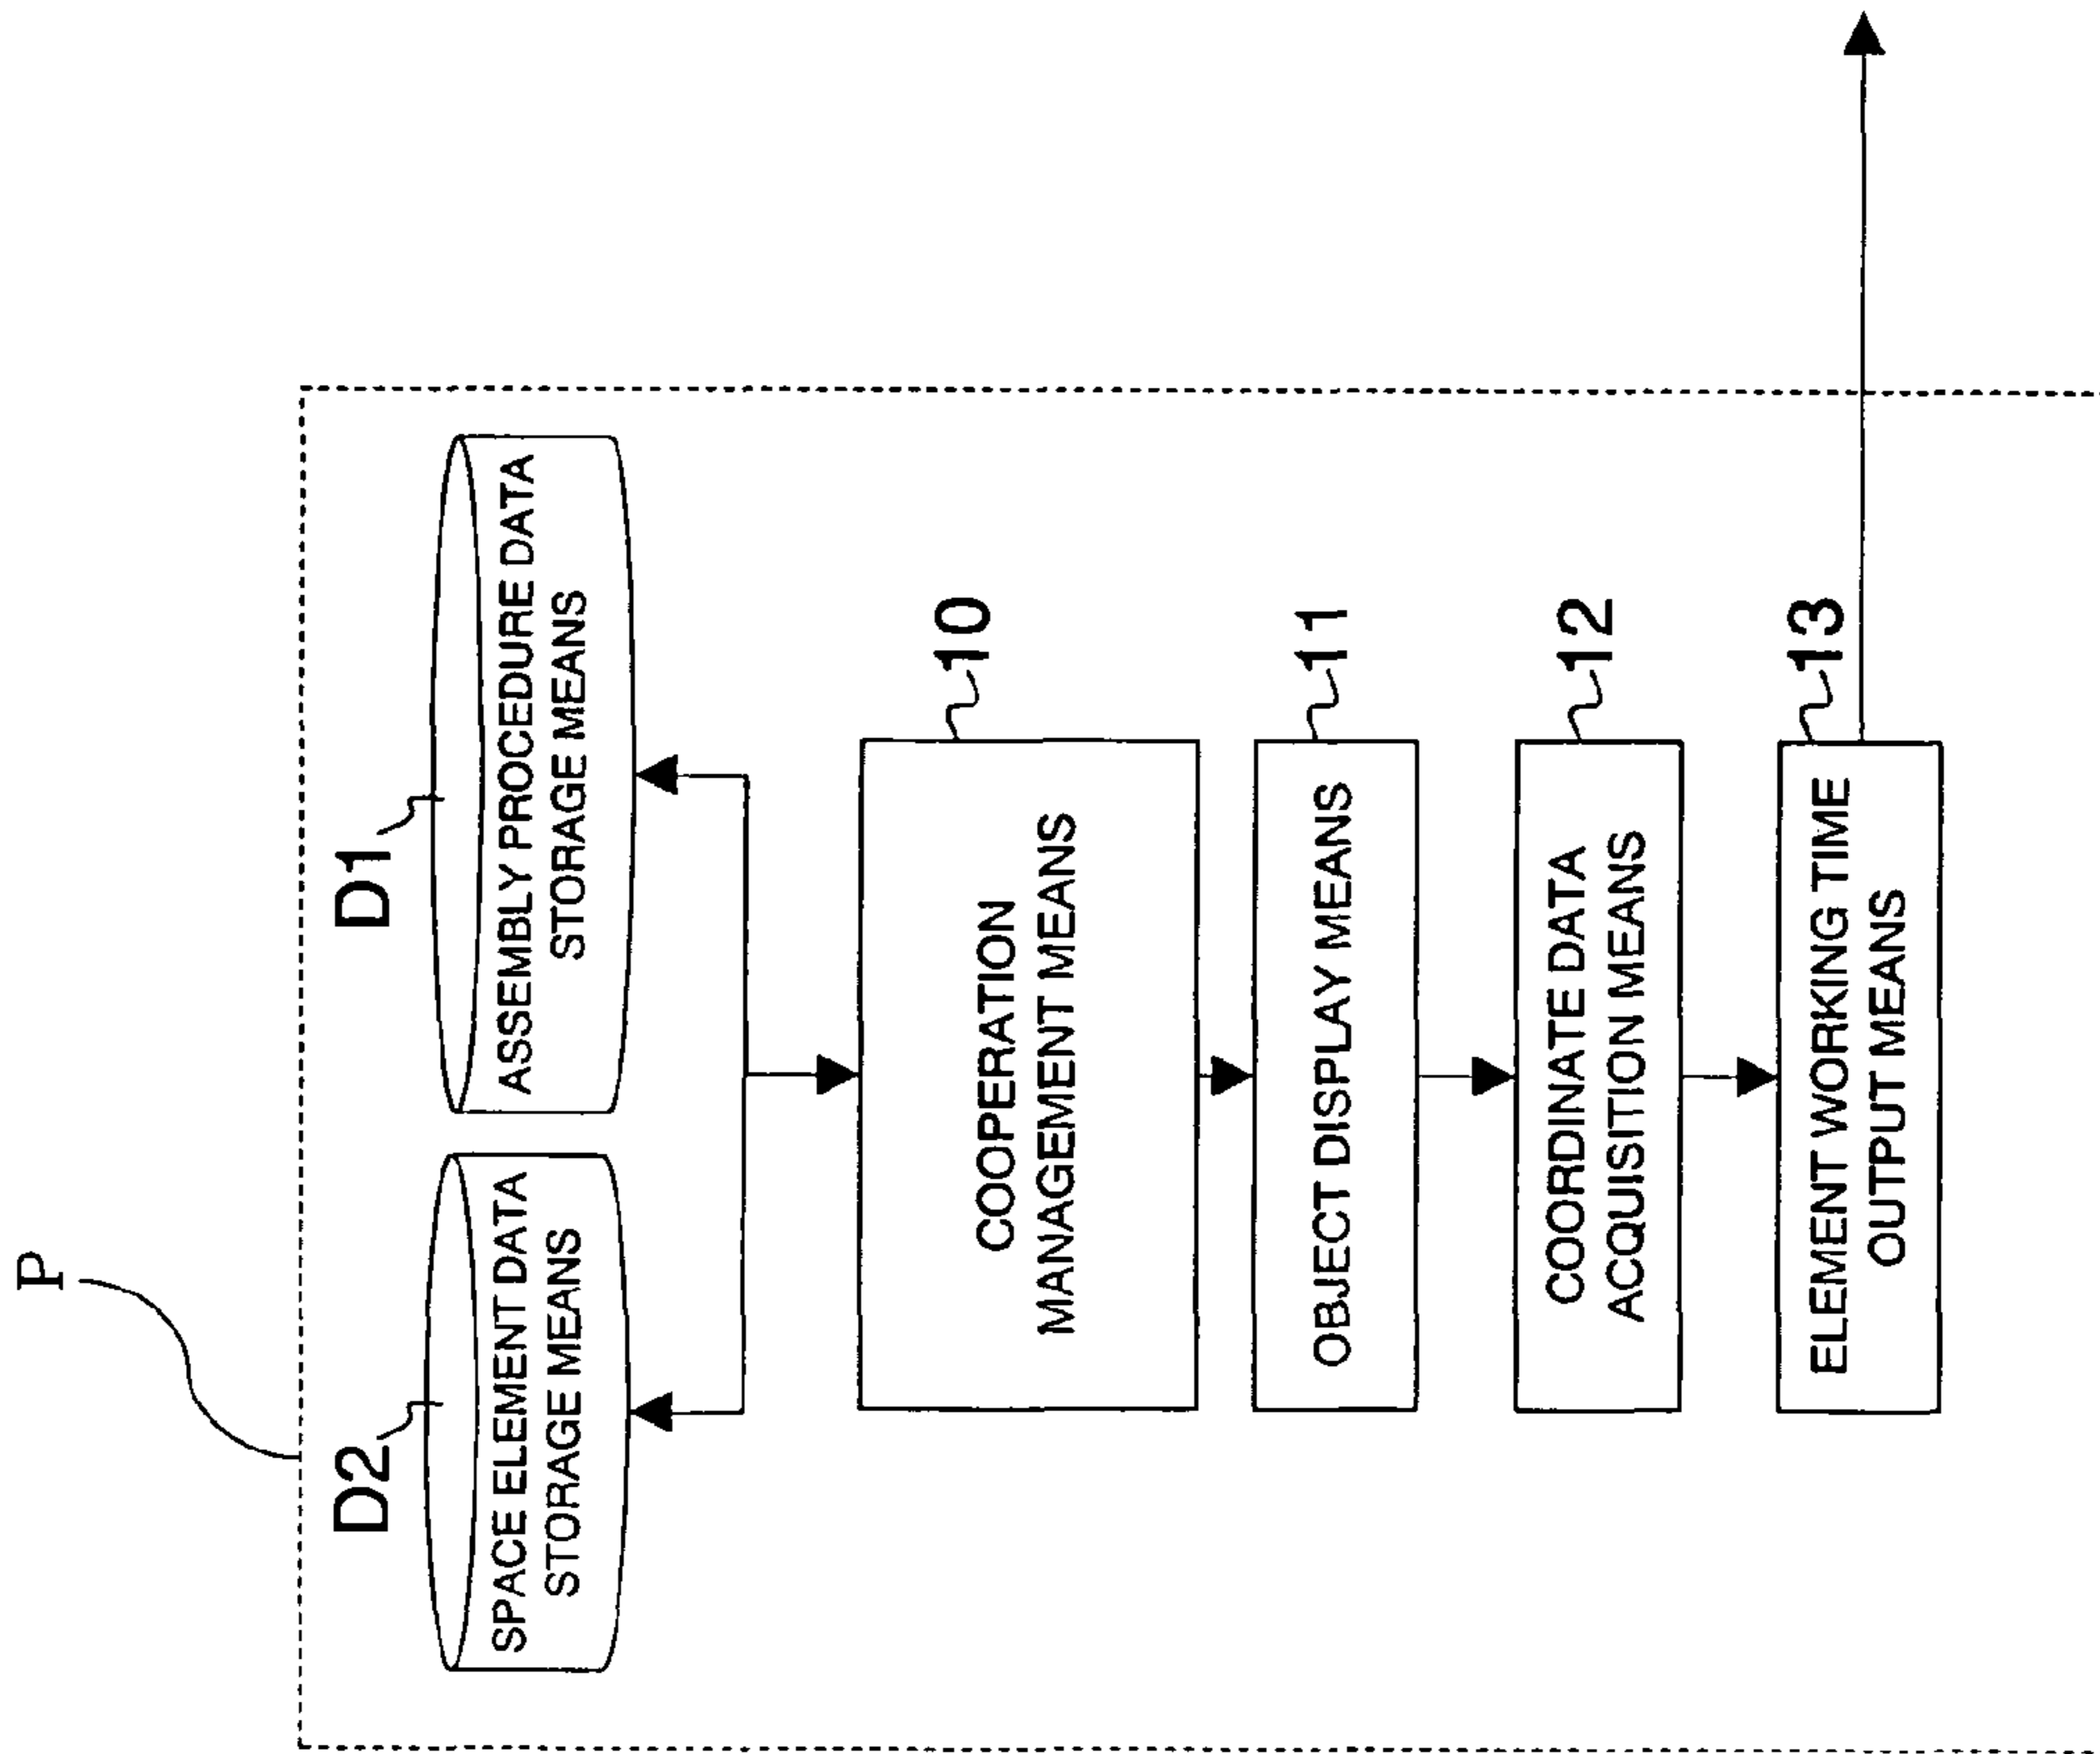 P
D2
D1
SPACE ELEMENT DATA
STORAGE MEANS
ASSEMBLY PROCEDURE DATA
STORAGE MEANS
10
COOPERATION
MANAGEMENT MEANS
11
OBJECT DISPLAY MEANS
12
COORDINATE DATA
ACQUISITION MEANS
13
ELEMENT WORKING TIME
OUTPUT MEANS